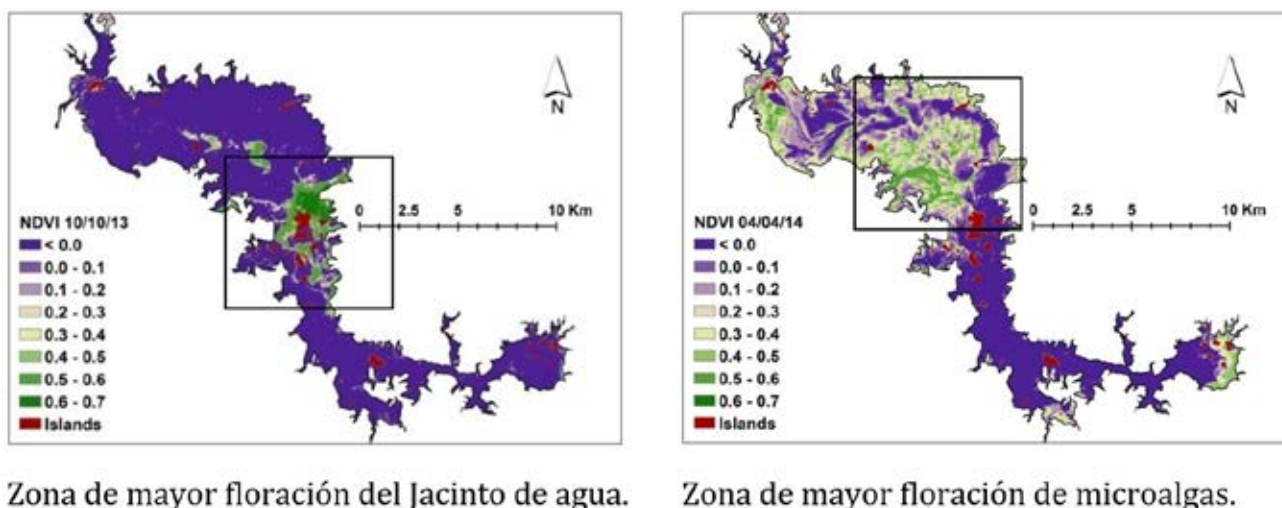 N
NDVI 10/10/13
< 0.0
0.0 - 0.1
0.1 - 0.2
0.2 - 0.3
0.3 - 0.4
0.4 - 0.5
0.5 - 0.6
0.6 - 0.7
Islands
0 2.5 5 10 Km
Zona de mayor floración del Jacinto de agua.
N
NDVI 04/04/14
< 0.0
0.0 - 0.1
0.1 - 0.2
0.2 - 0.3
0.3 - 0.4
0.4 - 0.5
0.5 - 0.6
0.6 - 0.7
Islands
0 2.5 5 10 Km
Zona de mayor floración de microalgas.